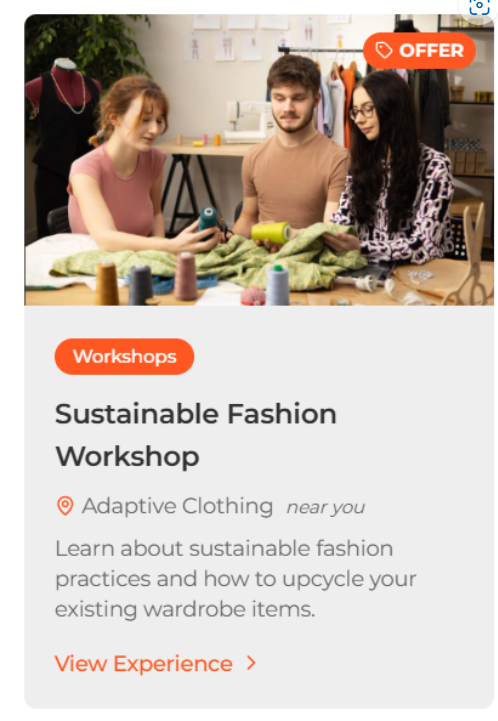 OFFER
Workshops
Sustainable Fashion
Workshop
Adaptive Clothing near you
Learn about sustainable fashion
practices and how to upcycle your
existing wardrobe items.
View Experience